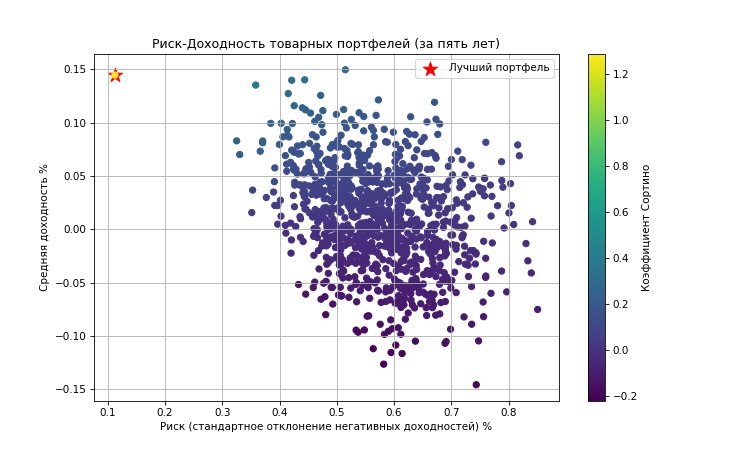 Риск-Доходность товарных портфелей (за пять лет)
Лучший портфель
Средняя доходность %
0.15
0.10
0.05
0.00
−0.05
−0.10
−0.15
0.1 0.2 0.3 0.4 0.5 0.6 0.7 0.8
Риск (стандартное отклонение негативных доходностей) %
1.2
1.0
0.8
0.6
0.4
0.2
0.0
−0.2
Коэффициент Сортино